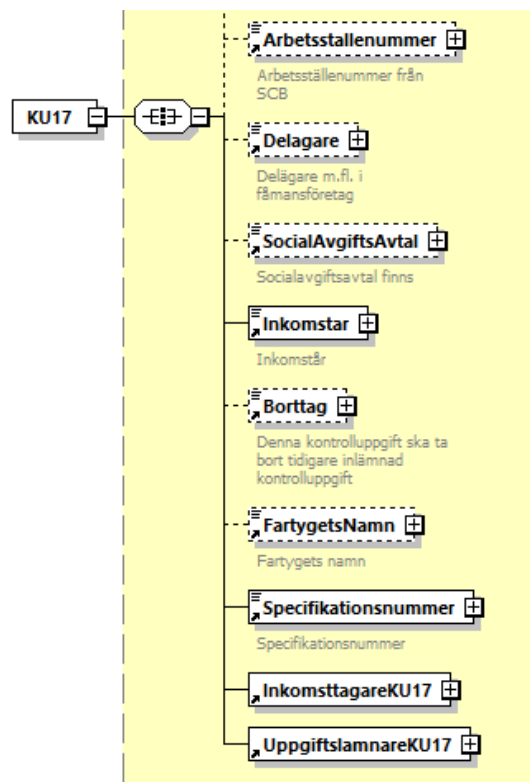 Arbetsstallenummer
Arbetsställenummer från
SCB
KU17
Delagare
Delägare m.fl. i
fåmansföretag
SocialAvgiftsAvtal
Socialavgiftsavtal finns
Inkomstar
Inkomstår
Borttag
Denna kontrolluppgift ska ta
bort tidigare inlämnad
kontrolluppgift
FartygetsNamn
Fartygets namn
Specifikationsnummer
Specifikationsnummer
InkomsttagareKU17
UppgiftslamnareKU17